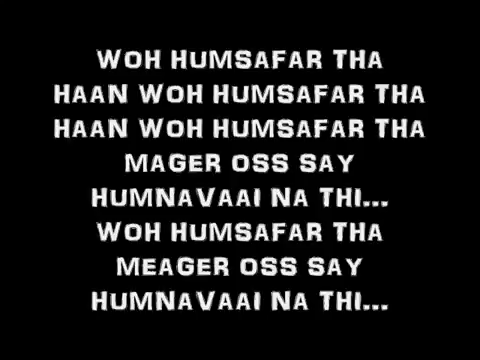 WOH HUMSAFAR THA
HAAN WOH HUMSAFAR THA
HAAN WOH HUMSAFAR THA
MAGER OSS SAY
HUMNAVAAI NA THI...
WOH HUMSAFAR THA
MEAGER OSS SAY
HUMNAVAAI NA THI...